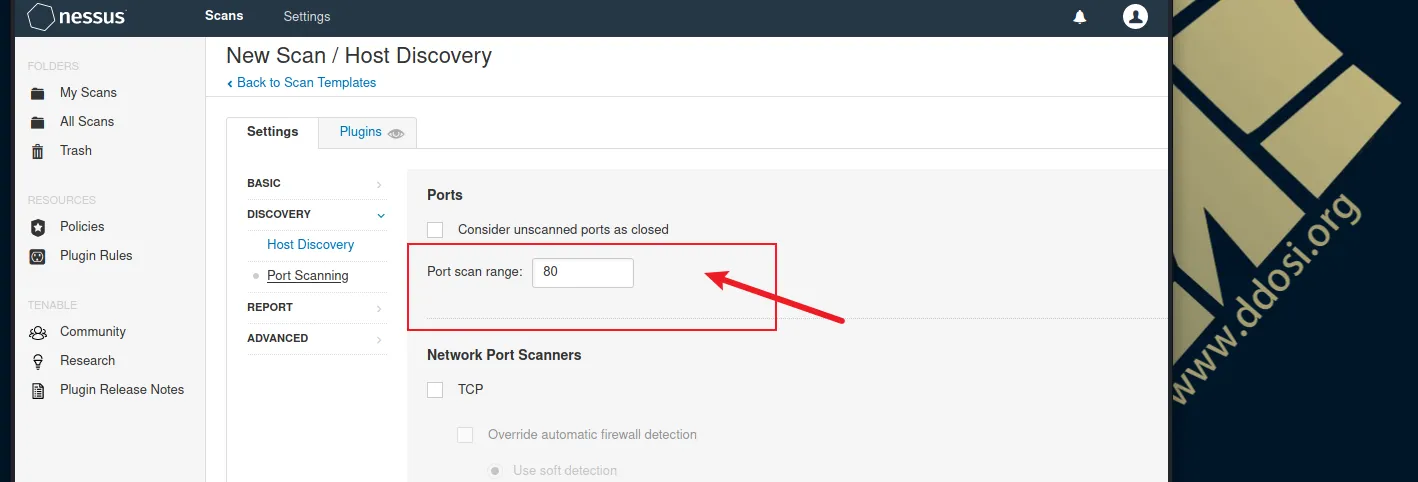 nessus
Scans
Settings
FOLDERS
My Scans
All Scans
Trash
RESOURCES
Policies
Plugin Rules
TENABLE
Community
Research
Plugin Release Notes
New Scan / Host Discovery
‹ Back to Scan Templates
Settings
Plugins
BASIC
DISCOVERY
Host Discovery
Port Scanning
REPORT
ADVANCED
Ports
Consider unscanned ports as closed
Port scan range: 80
Network Port Scanners
TCP
Override automatic firewall detection
Use soft detection
www.ddosi.org